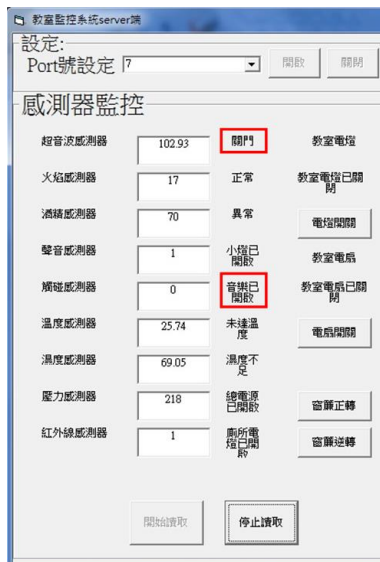 教室監控系統server端
設定:
Port號設定 7 開啟 關閉
感測器監控
超音波感測器 102.93 關門 教室電燈
火焰感測器 17 正常 教室電燈已關
閉
酒精感測器 70 異常 電燈開關
聲音感測器 1 小燈已
開啟 教室電扇
觸碰感測器 0 音樂已
開啟 教室電扇已關
閉
溫度感測器 25.74 未達溫
度 電扇開關
濕度感測器 69.05 濕度不
足
壓力感測器 218 總電源
已開啟 窗簾正轉
紅外線感測器 1 廁所電
燈已開
啟 窗簾逆轉
開始讀取 停止讀取